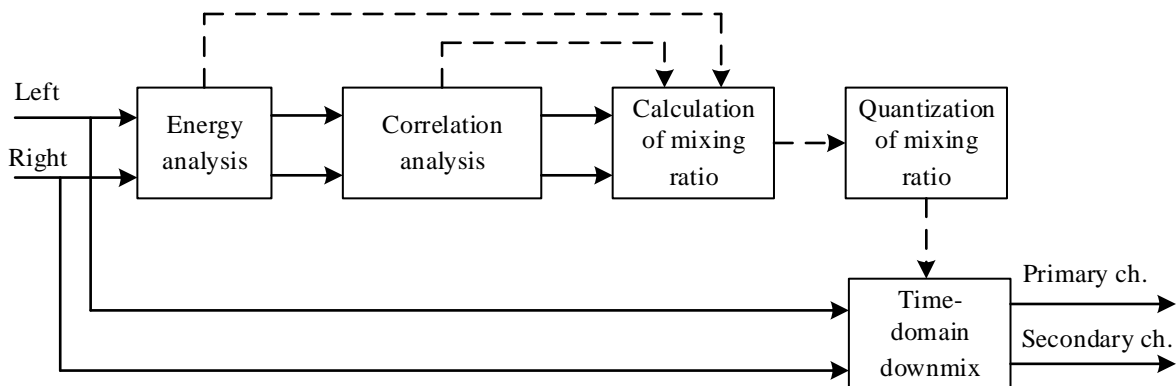 Left
Right
Energy
analysis
Correlation
analysis
Calculation
of mixing
ratio
Quantization
of mixing
ratio
Time-
domain
downmix
Primary ch.
Secondary ch.